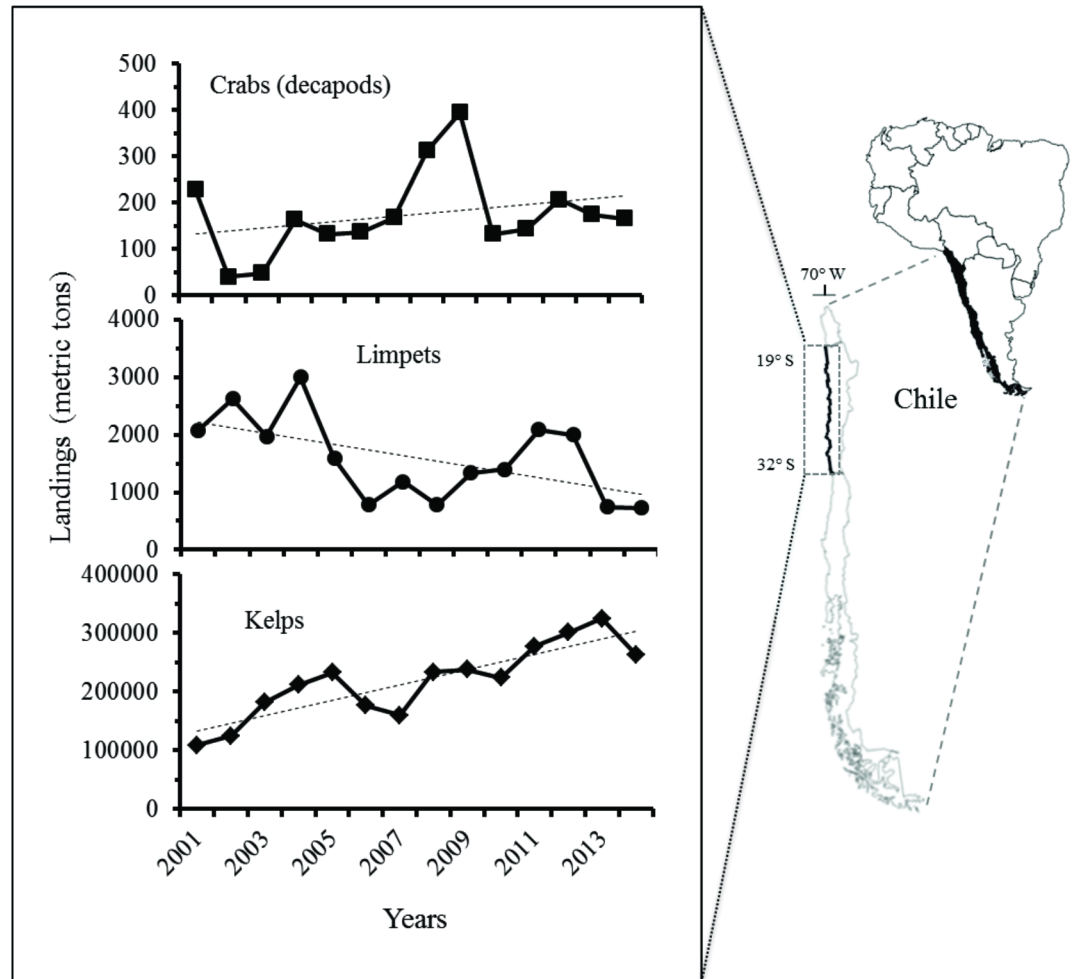 Landings (metric tons)
Crabs (decapods)
500
400
300
200
100
0
Limpets
4000
3000
2000
1000
0
Kelps
400000
300000
200000
100000
0
2001 2003 2005 2007 2009 2011 2013
Years
70° W
19° S
32° S
Chile